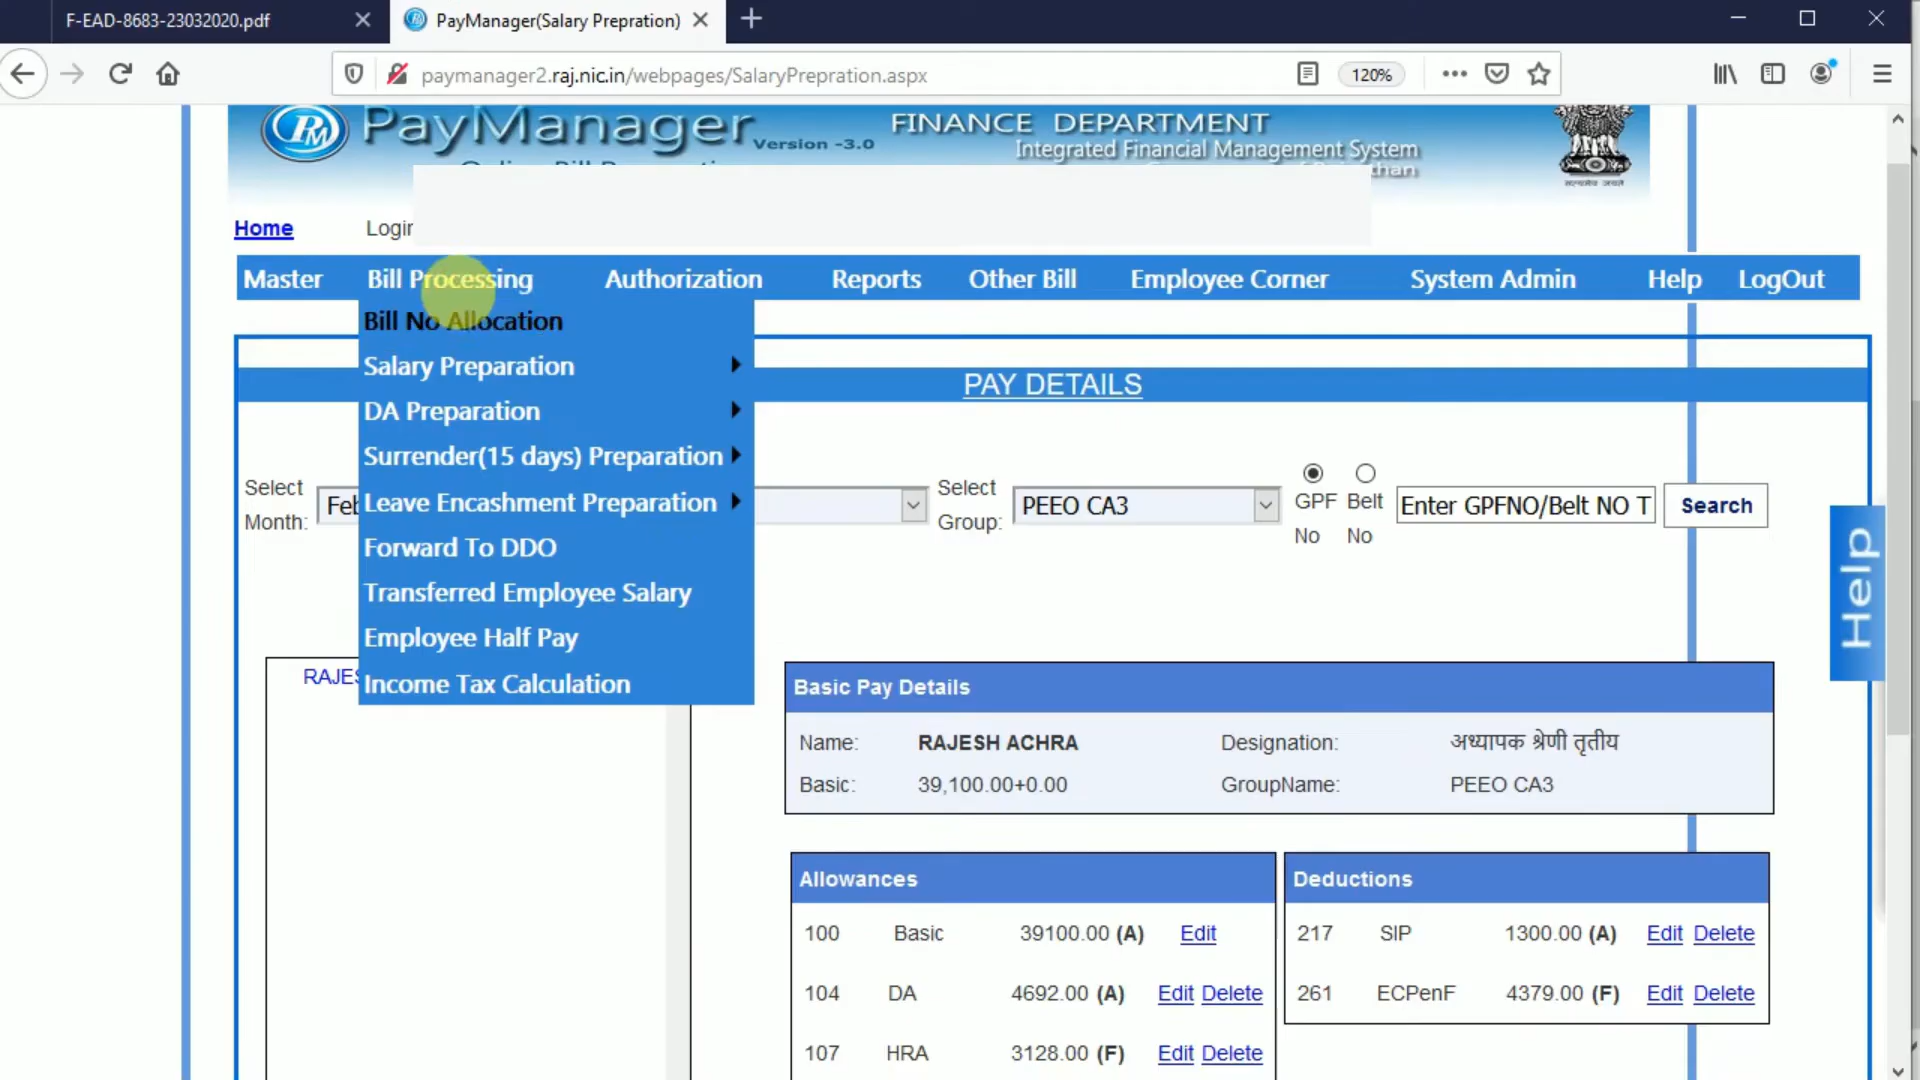 F-EAD-8683-23032020.pdf
PayManager(Salary Prepration)
paymanager2.raj.nic.in/webpages/SalaryPrepration.aspx
120%
PM PayManager Version -3.0
FINANCE DEPARTMENT
Integrated Financial Management System
Home
Login
Master Bill Processing Authorization Reports Other Bill Employee Corner System Admin Help LogOut
Bill No Allocation
Salary Preparation
DA Preparation
Surrender(15 days) Preparation
Leave Encashment Preparation
Forward To DDO
Transferred Employee Salary
Employee Half Pay
Income Tax Calculation
PAY DETAILS
Select Month: Feb
Select Group: PEEO CA3
GPF No
Belt No
Enter GPFNO/Belt NO T
Search
Help
RAJES
Basic Pay Details
Name: RAJESH ACHRA Designation: अध्यापक श्रेणी तृतीय
Basic: 39,100.00+0.00 GroupName: PEEO CA3
Allowances
100 Basic 39100.00 (A) Edit
104 DA 4692.00 (A) Edit Delete
107 HRA 3128.00 (F) Edit Delete
Deductions
217 SIP 1300.00 (A) Edit Delete
261 ECPenF 4379.00 (F) Edit Delete